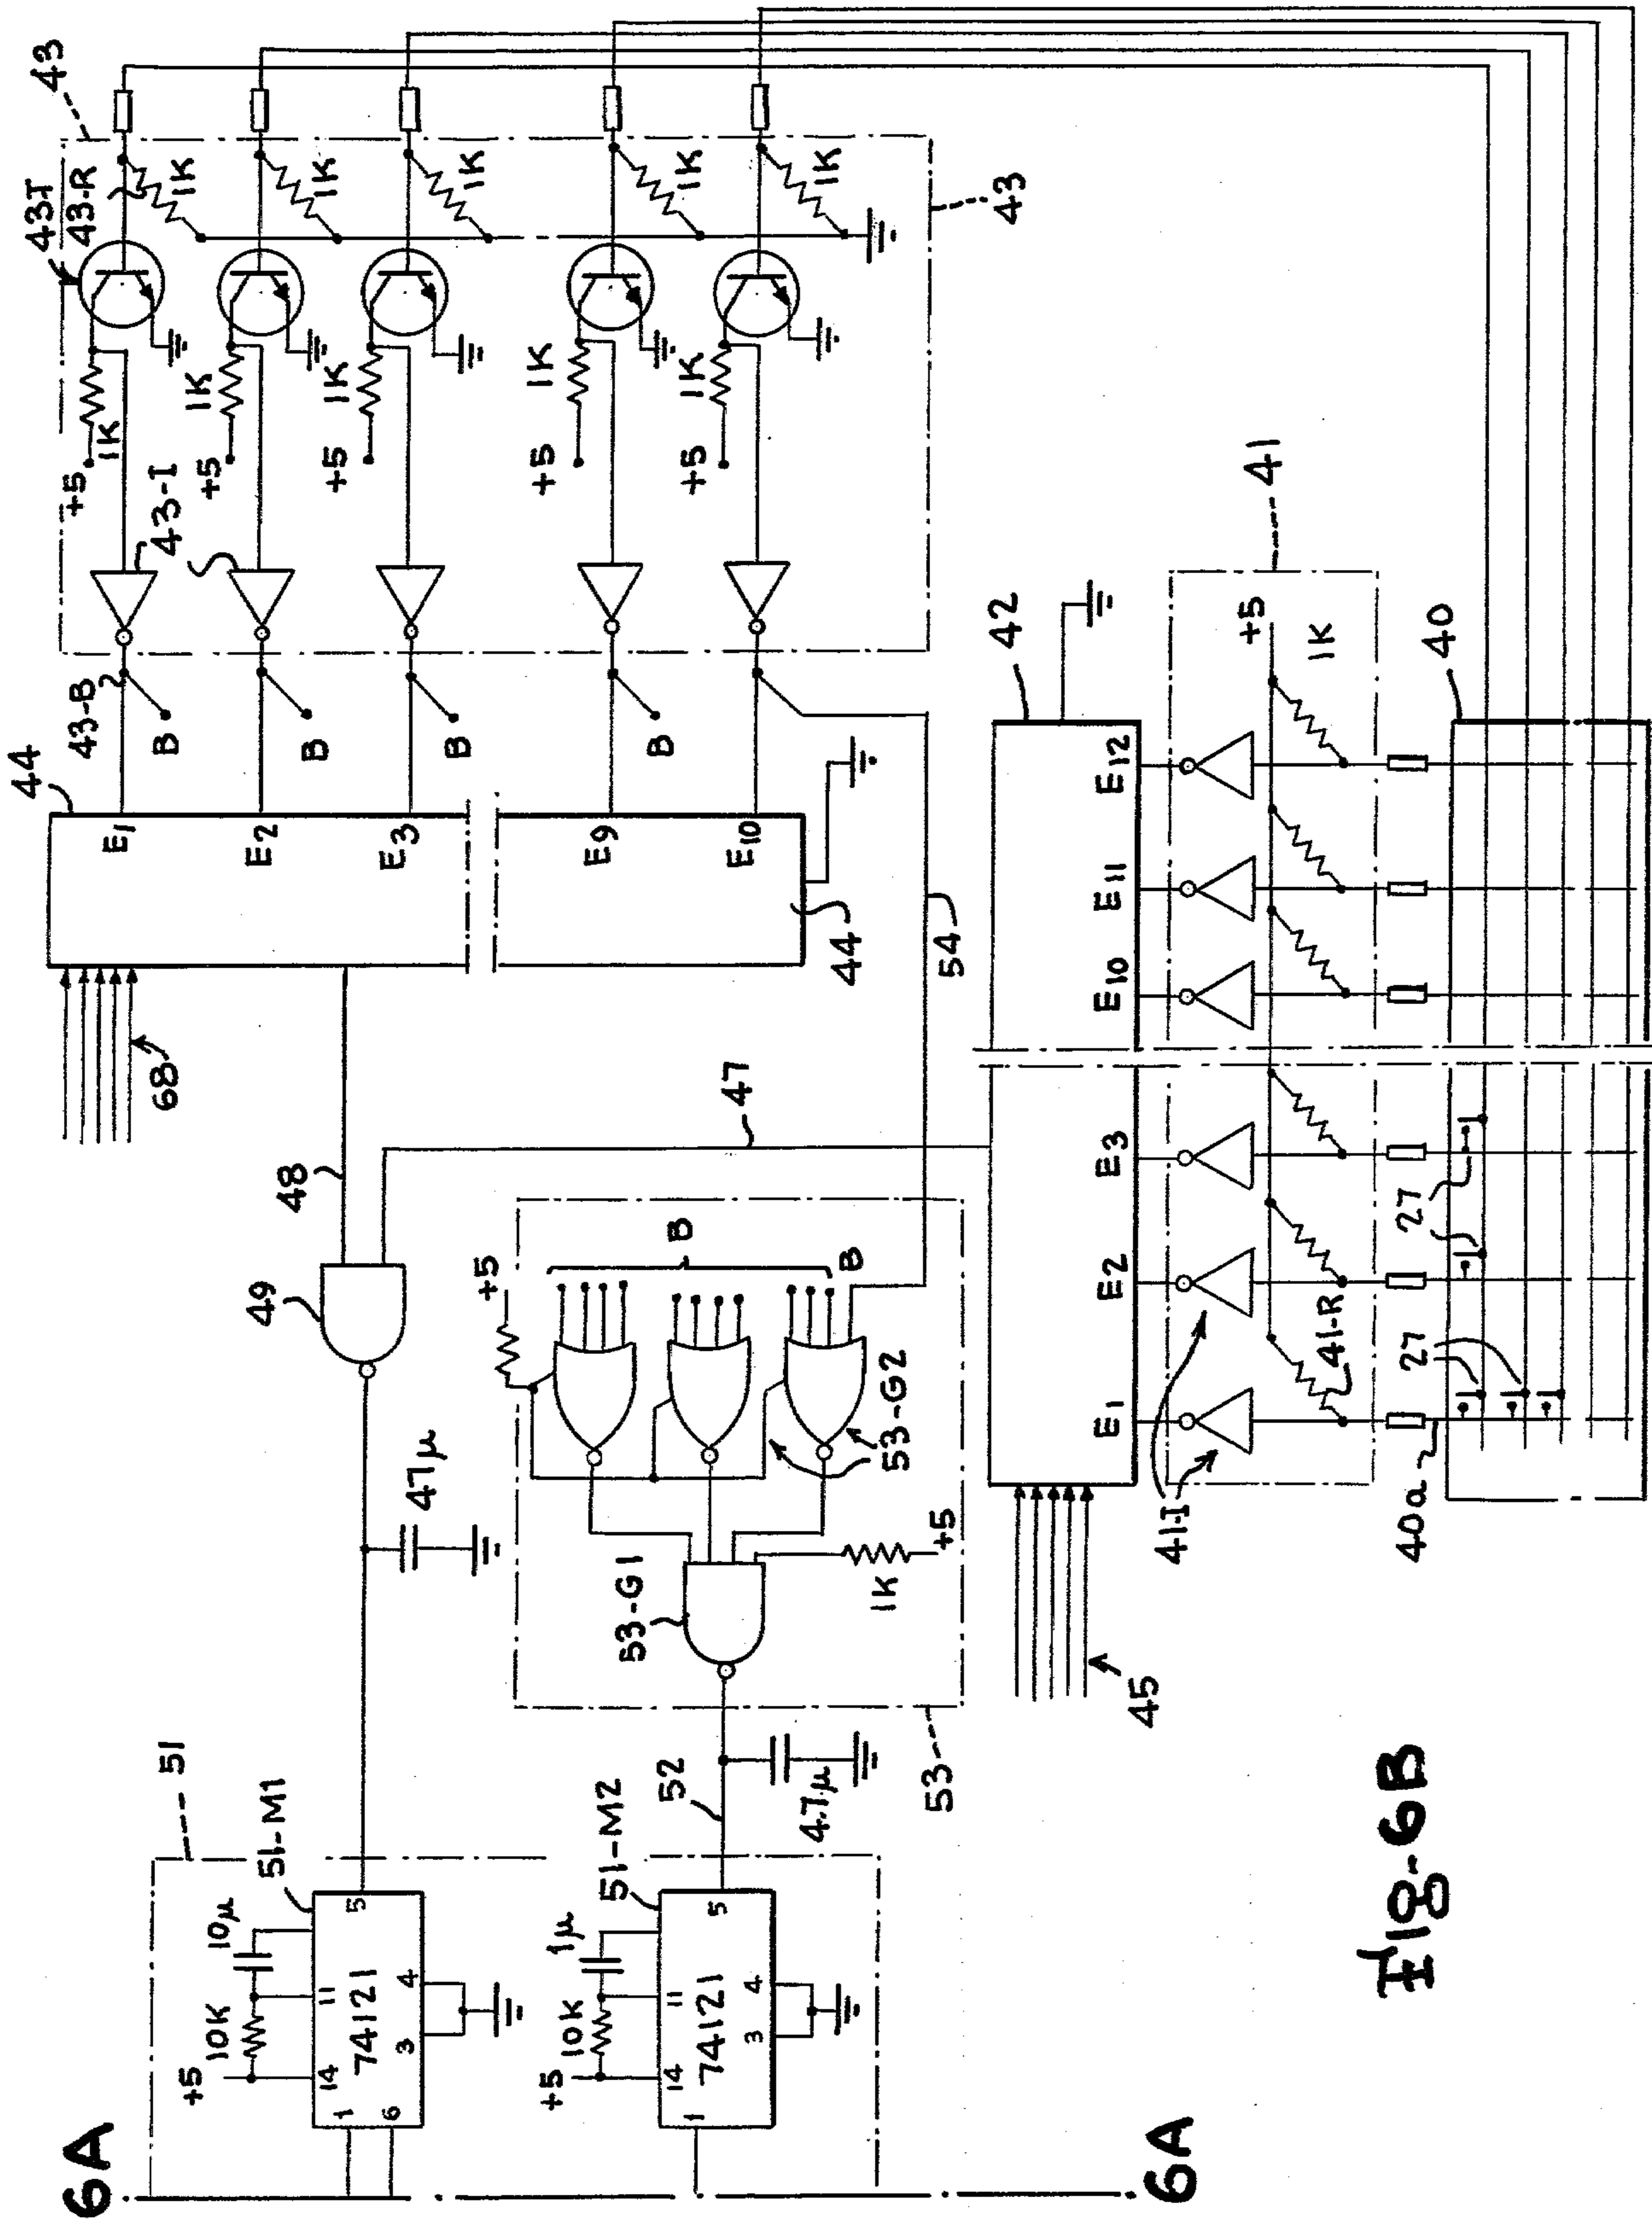 43
43T
43-R
1K
1K
1K
1K
1K
+5
1K
+5
1K
+5
1K
+5
1K
+5
1K
43-I
43
43-B
B
B
B
B
44
E1
E2
E3
E9
E10
44
68
48
47
54
49
47μ
+5
B
B
53-G2
53-G1
1K
+5
53
52
4.7μ
51
51-M1
10μ
10K
+5
14
11
5
74121
1
6
3
4
51-M2
1μ
10K
+5
14
11
5
74121
1
3
4
6A
6A
42
E1
E2
E3
E10
E11
E12
45
41
+5
1K
41-I
41-R
40
40a
27
27
Fig-6B